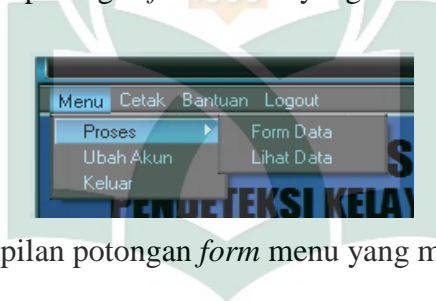 Menu Cetak Bantuan Logout
Proses Form Data
Ubah Akun Lihat Data
Keluar
PENDETEKSI KELAY
pilan potongan form menu yang m